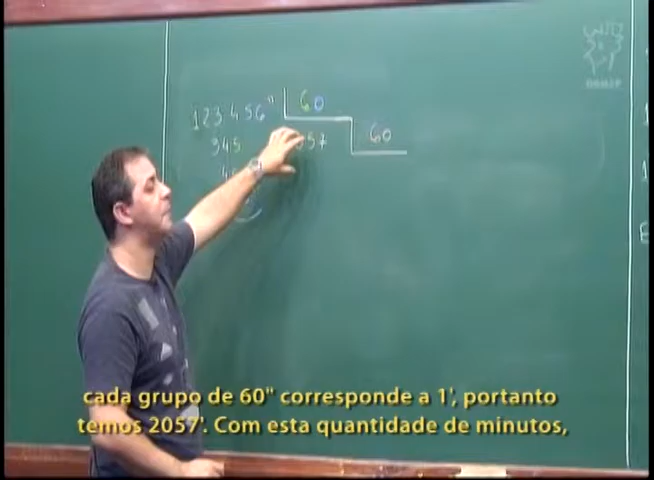 123 456" 60
345 057 60
cada grupo de 60" corresponde a 1', portanto
temos 2057'. Com esta quantidade de minutos,